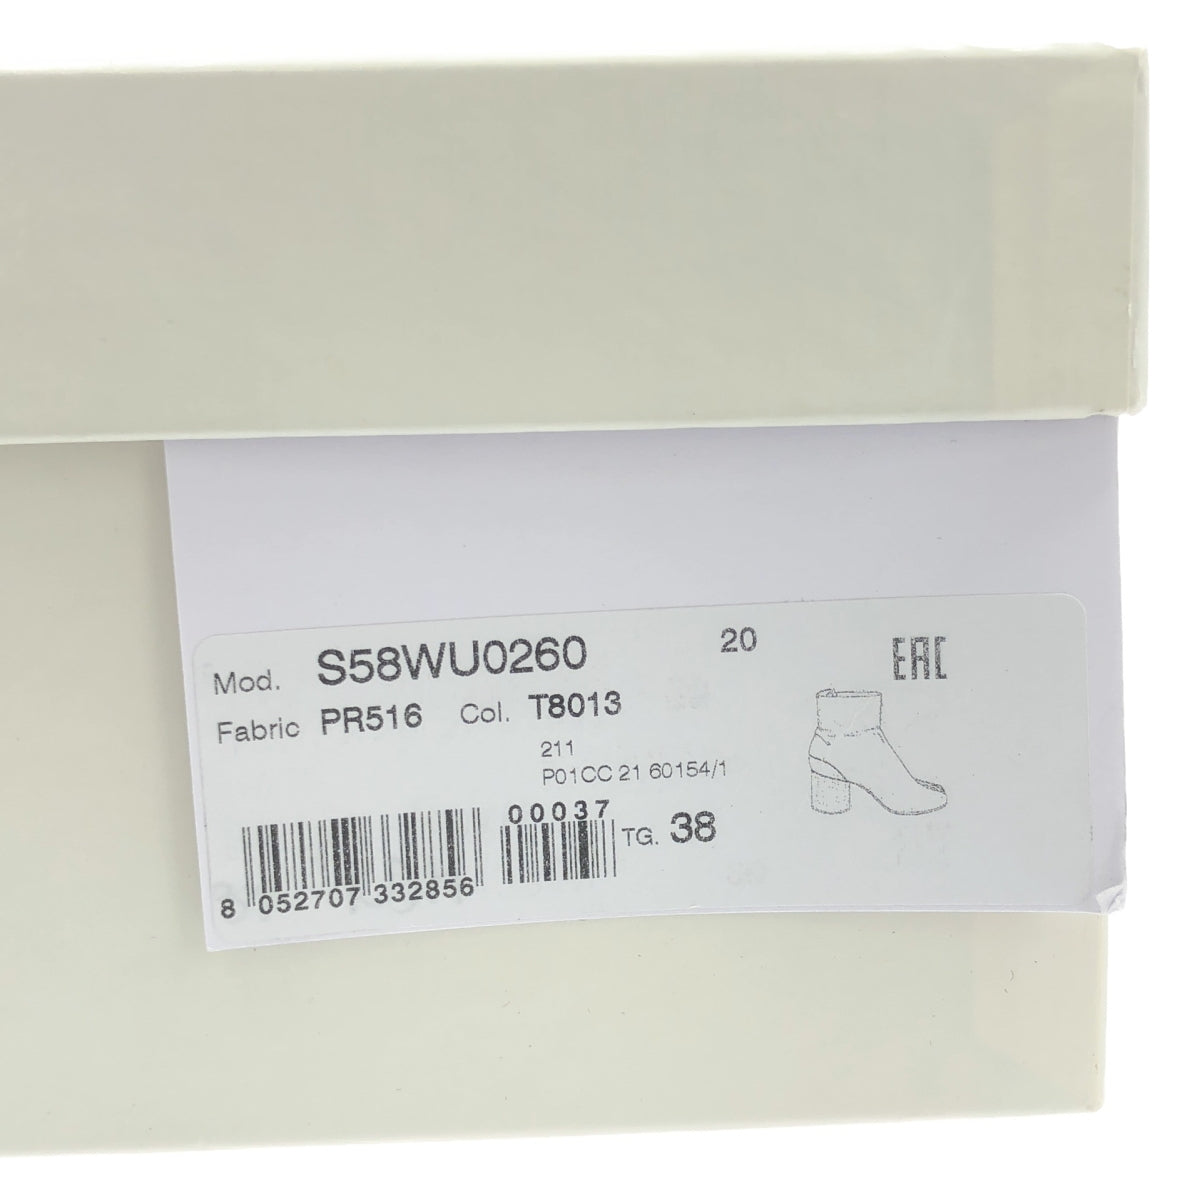 Mod. S58WU0260 20 EAC
Fabric PR516 Col. T8013
211
P01CC 21 60154/1
00037
TG. 38
8 052707 332856